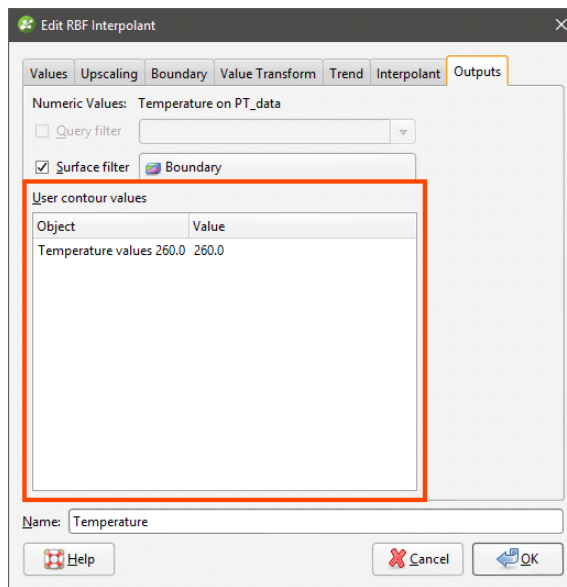 Edit RBF Interpolant
Values Upscaling Boundary Value Transform Trend Interpolant Outputs
Numeric Values: Temperature on PT_data
Query filter
Surface filter Boundary
User contour values
Object Value
Temperature values 260.0 260.0
Name: Temperature
Help Cancel OK